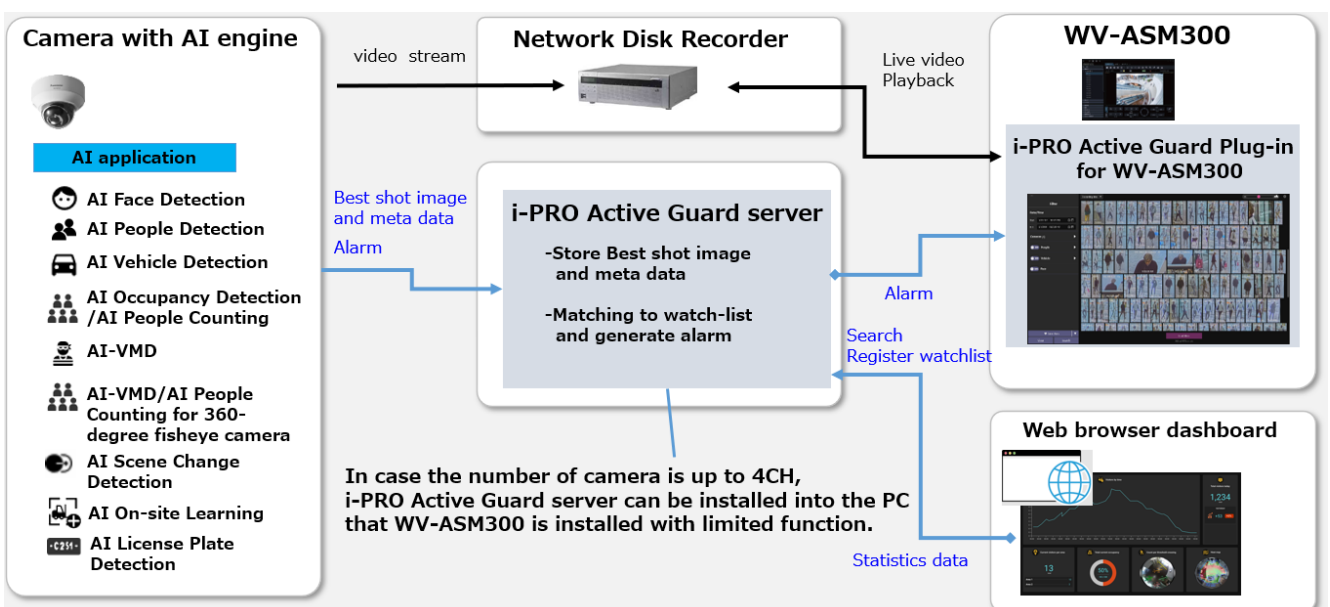 Camera with AI engine
AI application
AI Face Detection
AI People Detection
AI Vehicle Detection
AI Occupancy Detection
/AI People Counting
AI-VMD
AI-VMD/AI People
Counting for 360-
degree fisheye camera
AI Scene Change
Detection
AI On-site Learning
AI License Plate
Detection
video stream
Network Disk Recorder
Live video
Playback
WV-ASM300
i-PRO Active Guard Plug-in
for WV-ASM300
Best shot image
and meta data
Alarm
i-PRO Active Guard server
-Store Best shot image
and meta data
-Matching to watch-list
and generate alarm
Alarm
Search
Register watchlist
In case the number of camera is up to 4CH,
i-PRO Active Guard server can be installed into the PC
that WV-ASM300 is installed with limited function.
Statistics data
Web browser dashboard
1,234
13
50%